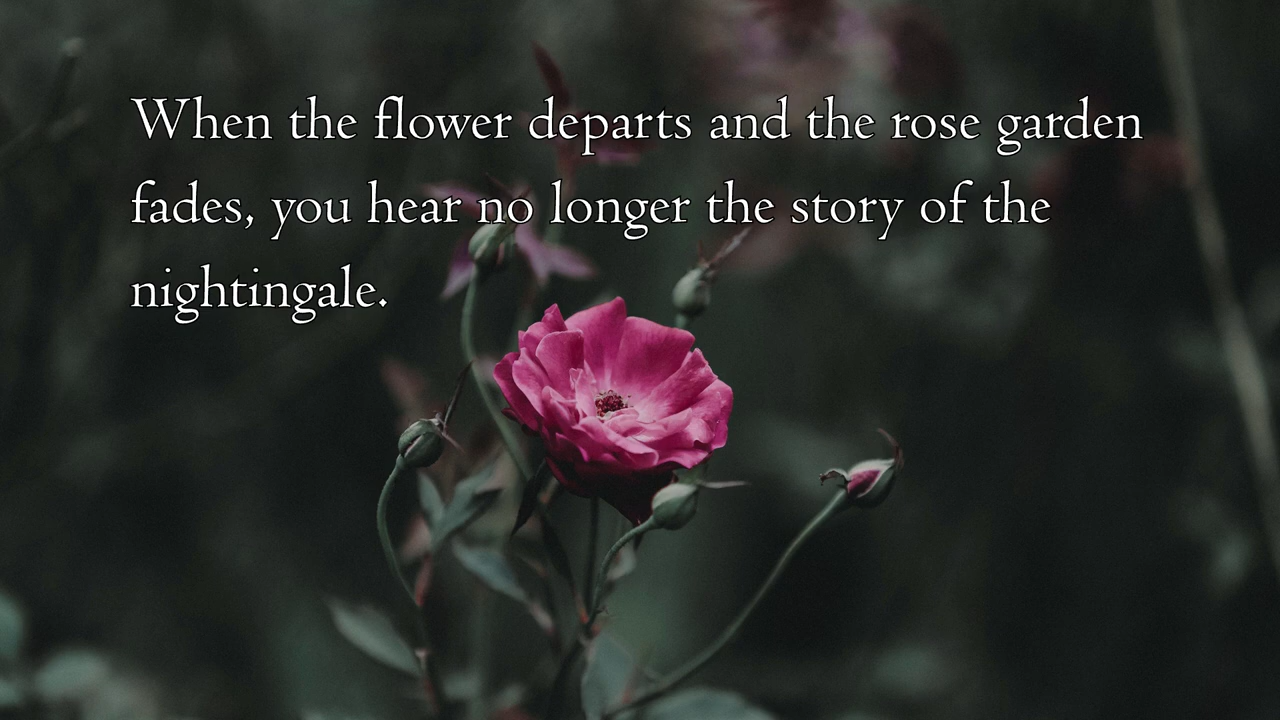 When the flower departs and the rose garden
fades, you hear no longer the story of the
nightingale.